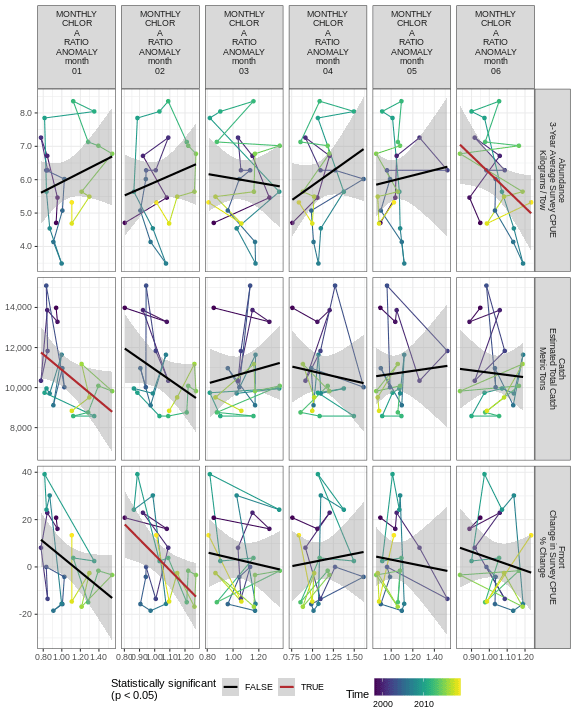 MONTHLY
CHLOR
A
RATIO
ANOMALY
month
01
MONTHLY
CHLOR
A
RATIO
ANOMALY
month
02
MONTHLY
CHLOR
A
RATIO
ANOMALY
month
03
MONTHLY
CHLOR
A
RATIO
ANOMALY
month
04
MONTHLY
CHLOR
A
RATIO
ANOMALY
month
05
MONTHLY
CHLOR
A
RATIO
ANOMALY
month
06
8.0
7.0
6.0
5.0
4.0
Abundance
3-Year Average Survey CPUE
Kilograms / Tow
14,000
12,000
10,000
8,000
Catch
Estimated Total Catch
Metric Tons
40
20
0
-20
Fmort
Change in Survey CPUE
% Change
0.80 1.00 1.20 1.40
0.80 0.90 1.00 1.10 1.20
0.80 1.00 1.20
0.75 1.00 1.25 1.50
0.80 1.00 1.20 1.40
0.90 1.00 1.10 1.20
Statistically significant
(p < 0.05)
FALSE
TRUE
Time
2000 2010